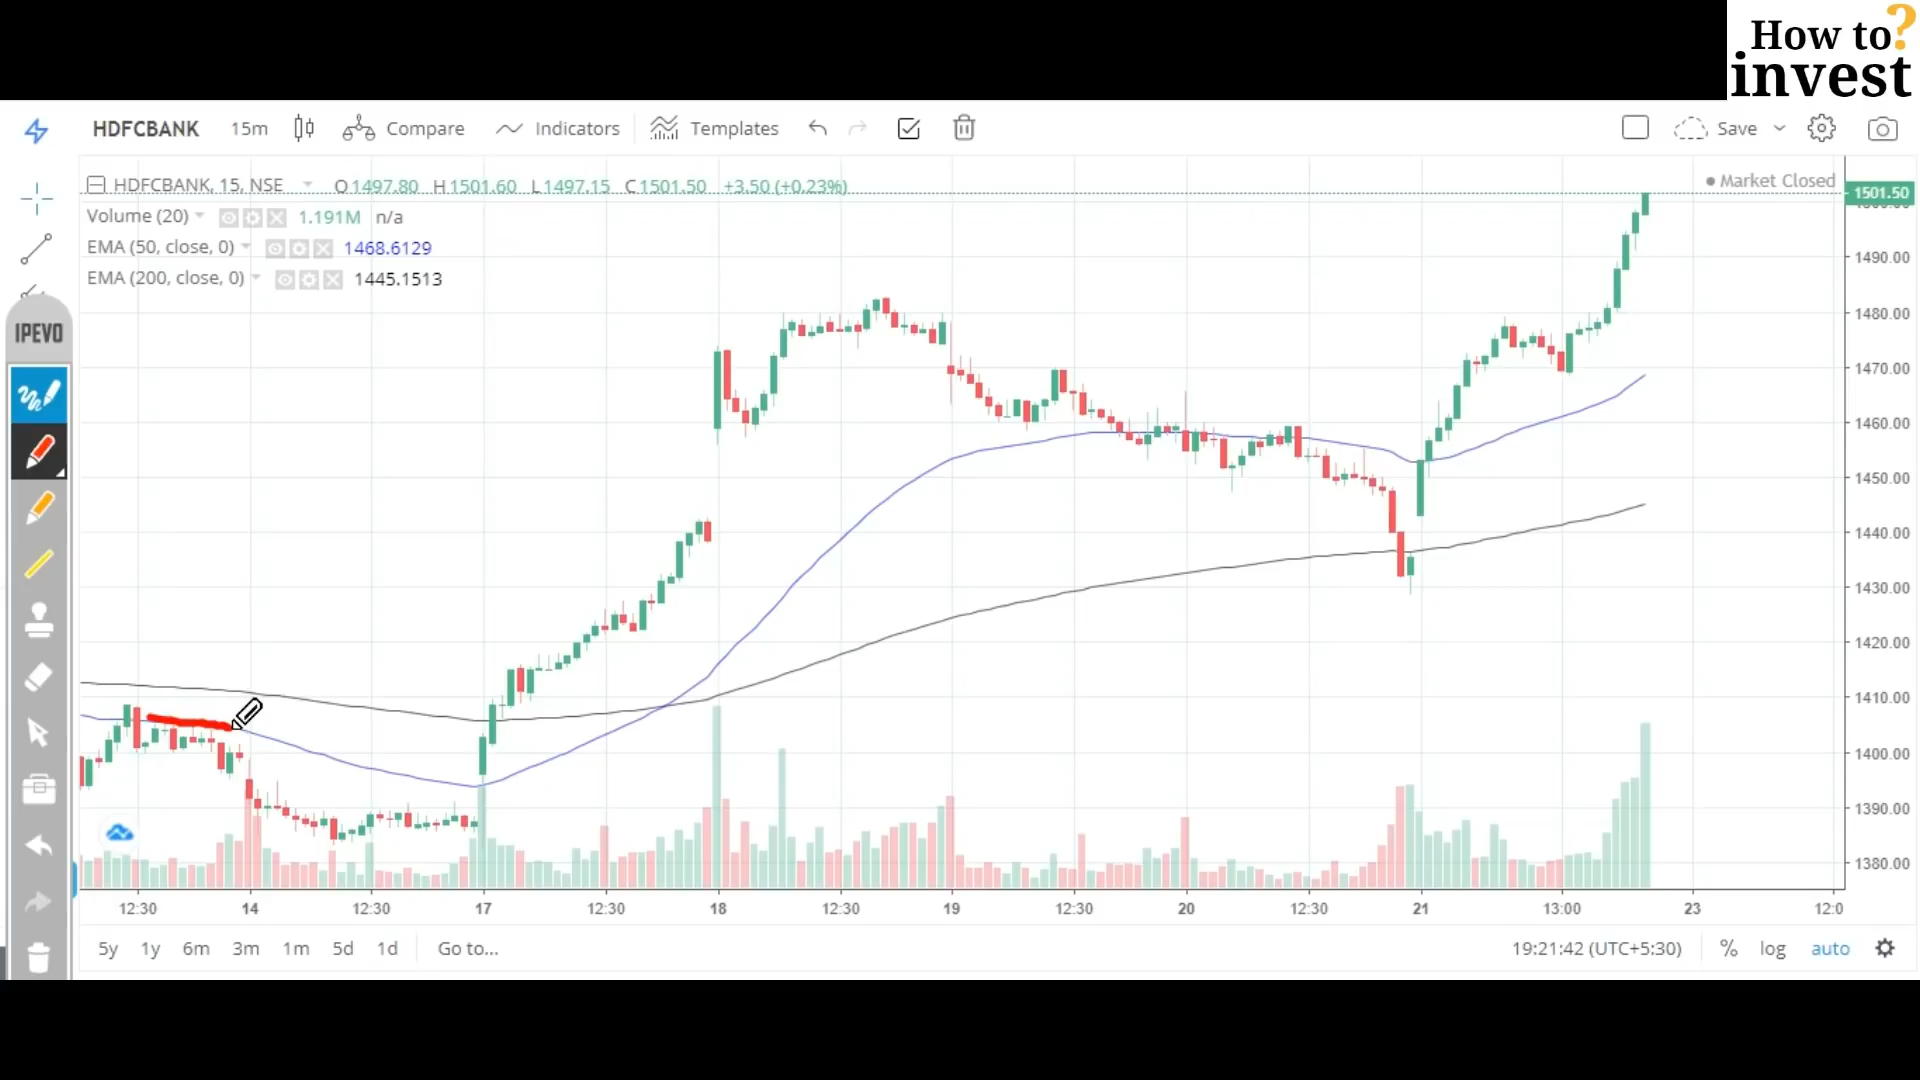 How to?
invest
HDFCBANK 15m Compare Indicators Templates Save
HDFCBANK, 15, NSE O1497.80 H1501.60 L1497.15 C1501.50 +3.50 (+0.23%)
Market Closed
Volume (20) 1.191M n/a
EMA (50, close, 0) 1468.6129
EMA (200, close, 0) 1445.1513
IPEVO
1501.50
1490.00
1480.00
1470.00
1460.00
1450.00
1440.00
1430.00
1420.00
1410.00
1400.00
1390.00
1380.00
12:30 14 12:30 17 12:30 18 12:30 19 12:30 20 12:30 21 13:00 23 12:0
5y 1y 6m 3m 1m 5d 1d Go to... 19:21:42 (UTC+5:30) % log auto